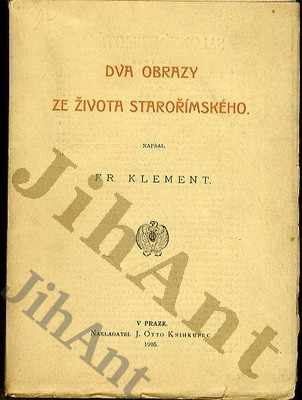 DVA OBRAZY
ZE ŽIVOTA STAROŘÍMSKÉHO.
NAPSAL
FR. KLEMENT.
V PRAZE.
NAKLADATEL J. OTTO KNIHKUPEC
1905.
JihAnt
JihAnt